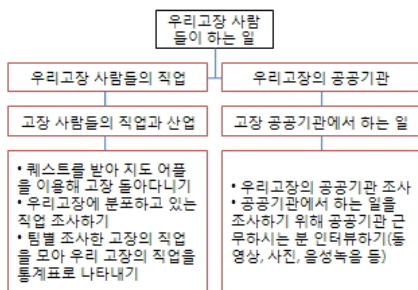 우리고장 사람
들이 하는 일
우리고장 사람들의 직업
우리고장의 공공기관
고장 사람들의 직업과 산업
고장 공공기관에서 하는 일
• 퀘스트를 받아 지도 어플
을 이용해 고장 돌아다니기
• 우리고장에 분포하고 있는
직업 조사하기
• 팀별 조사한 고장의 직업
을 모아 우리 고장의 직업을
통계표로 나타내기
• 우리고장의 공공기관 조사
• 공공기관에서 하는 일을
조사하기 위해 공공기관 근
무하시는 분 인터뷰하기(동
영상, 사진, 음성녹음 등)